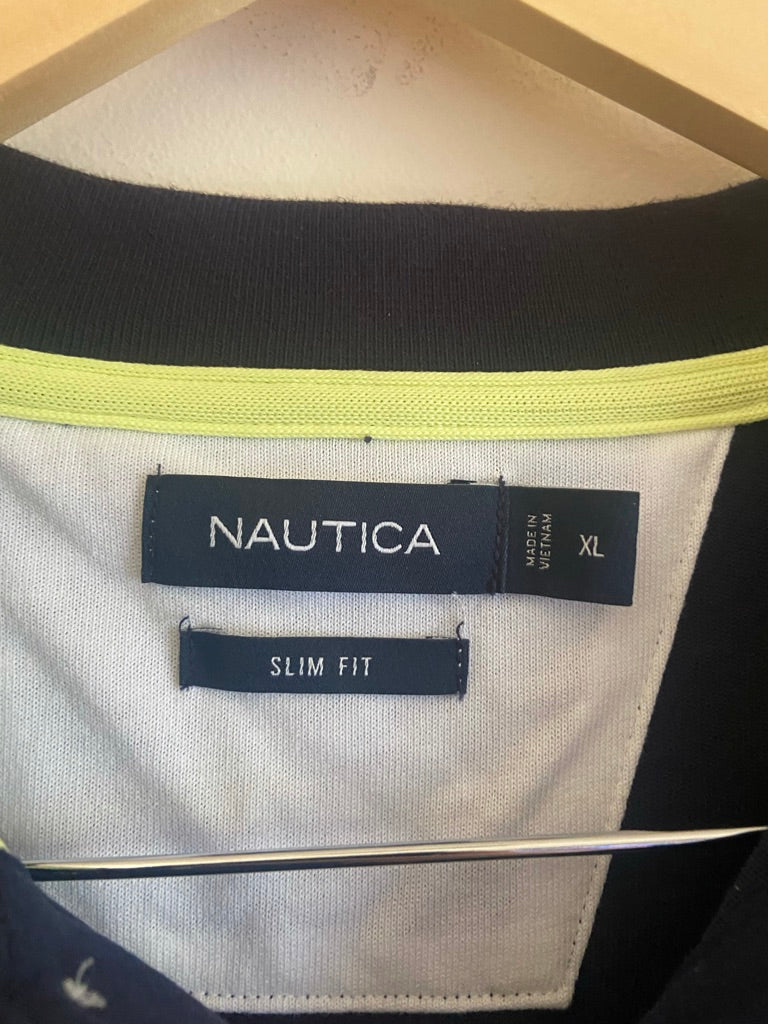 NAUTICA
MADE IN
VIETNAM
XL
SLIM FIT